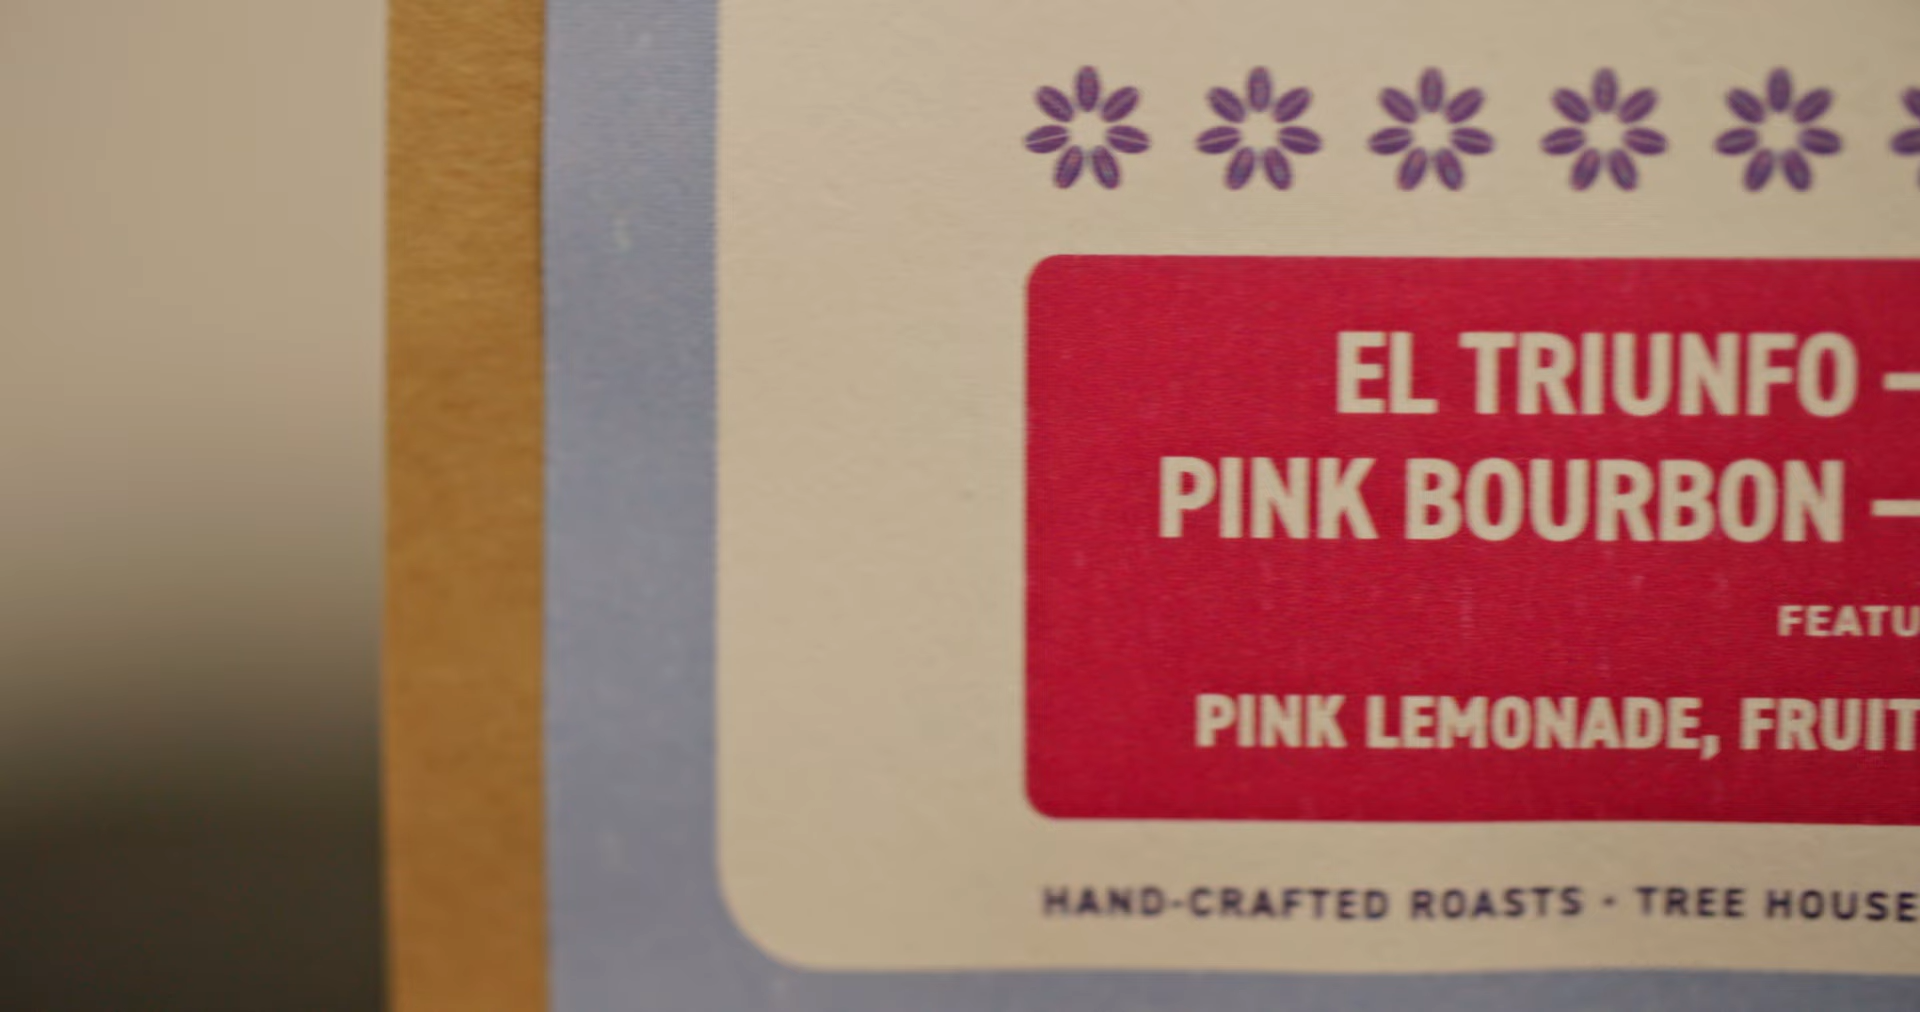 EL TRIUNFO –
PINK BOURBON –
FEATU
PINK LEMONADE, FRUIT
HAND-CRAFTED ROASTS · TREE HOUSE